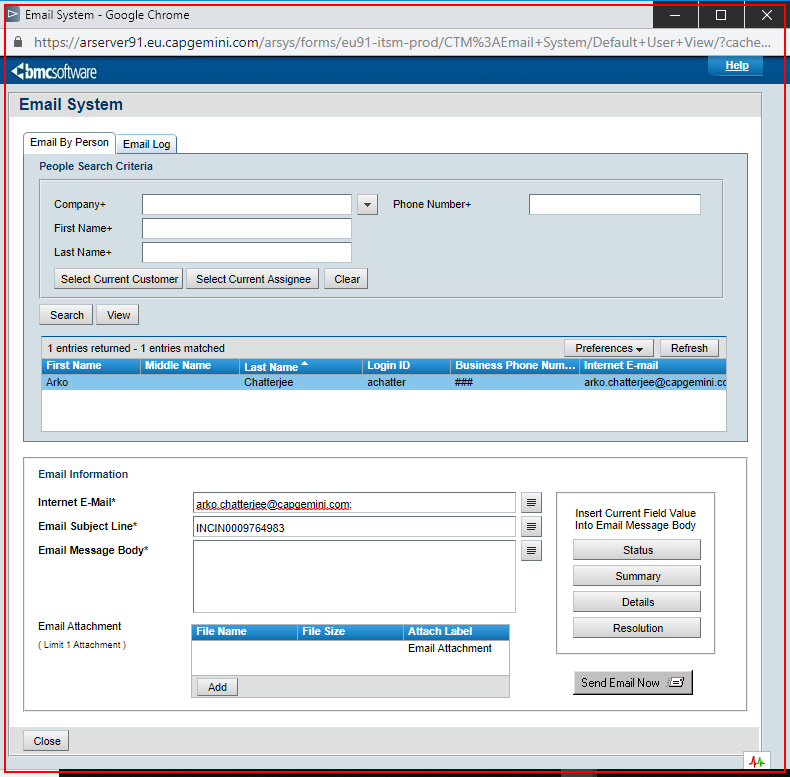 Email System - Google Chrome
https://arserver91.eu.capgemini.com/arsys/forms/eu91-itsm-prod/CTM%3AEmail+System/Default+User+View/?cache...
bmcsoftware
Help
Email System
Email By Person
Email Log
People Search Criteria
Company+
Phone Number+
First Name+
Last Name+
Select Current Customer
Select Current Assignee
Clear
Search
View
1 entries returned - 1 entries matched
Preferences
Refresh
First Name Middle Name Last Name Login ID Business Phone Num... Internet E-mail
Arko Chatterjee achatter ### arko.chatterjee@capgemini.co
Email Information
Internet E-Mail*
arko.chatterjee@capgemini.com;
Email Subject Line*
INCIN0009764983
Email Message Body*
Insert Current Field Value
Into Email Message Body
Status
Summary
Details
Resolution
Email Attachment
( Limit 1 Attachment )
File Name File Size Attach Label
Email Attachment
Add
Send Email Now
Close